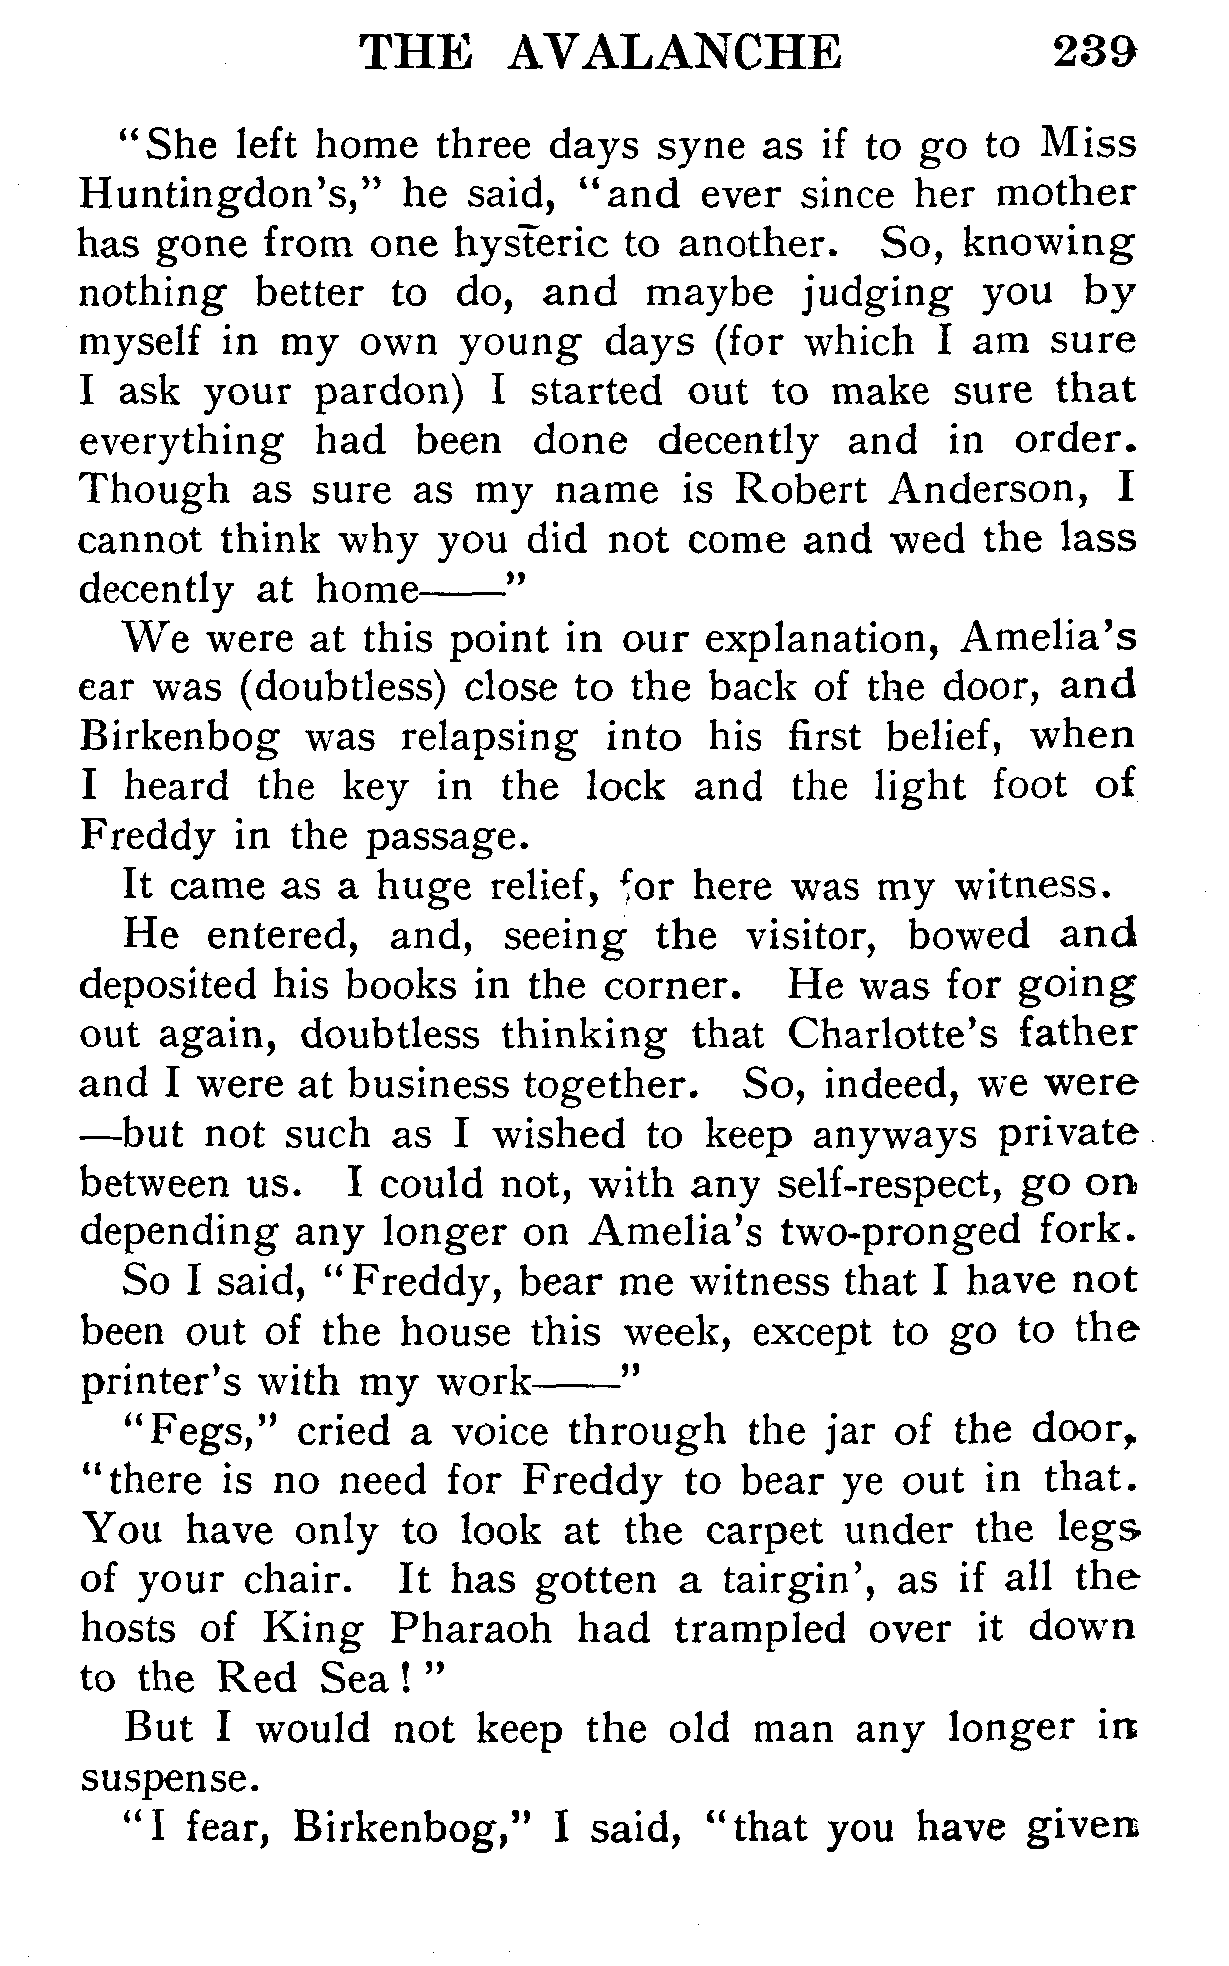 THE AVALANCHE 239
"She left home three days syne as if to go to Miss
Huntingdon's," he said, "and ever since her mother
has gone from one hysteric to another. So, knowing
nothing better to do, and maybe judging you by
myself in my own young days (for which I am sure
I ask your pardon) I started out to make sure that
everything had been done decently and in order.
Though as sure as my name is Robert Anderson, I
cannot think why you did not come and wed the lass
decently at home——"
We were at this point in our explanation, Amelia's
ear was (doubtless) close to the back of the door, and
Birkenbog was relapsing into his first belief, when
I heard the key in the lock and the light foot of
Freddy in the passage.
It came as a huge relief, for here was my witness.
He entered, and, seeing the visitor, bowed and
deposited his books in the corner. He was for going
out again, doubtless thinking that Charlotte's father
and I were at business together. So, indeed, we were
—but not such as I wished to keep anyways private
between us. I could not, with any self-respect, go on
depending any longer on Amelia's two-pronged fork.
So I said, "Freddy, bear me witness that I have not
been out of the house this week, except to go to the
printer's with my work——"
"Fegs," cried a voice through the jar of the door,
"there is no need for Freddy to bear ye out in that.
You have only to look at the carpet under the legs
of your chair. It has gotten a tairgin', as if all the
hosts of King Pharaoh had trampled over it down
to the Red Sea!"
But I would not keep the old man any longer in
suspense.
"I fear, Birkenbog," I said, "that you have given